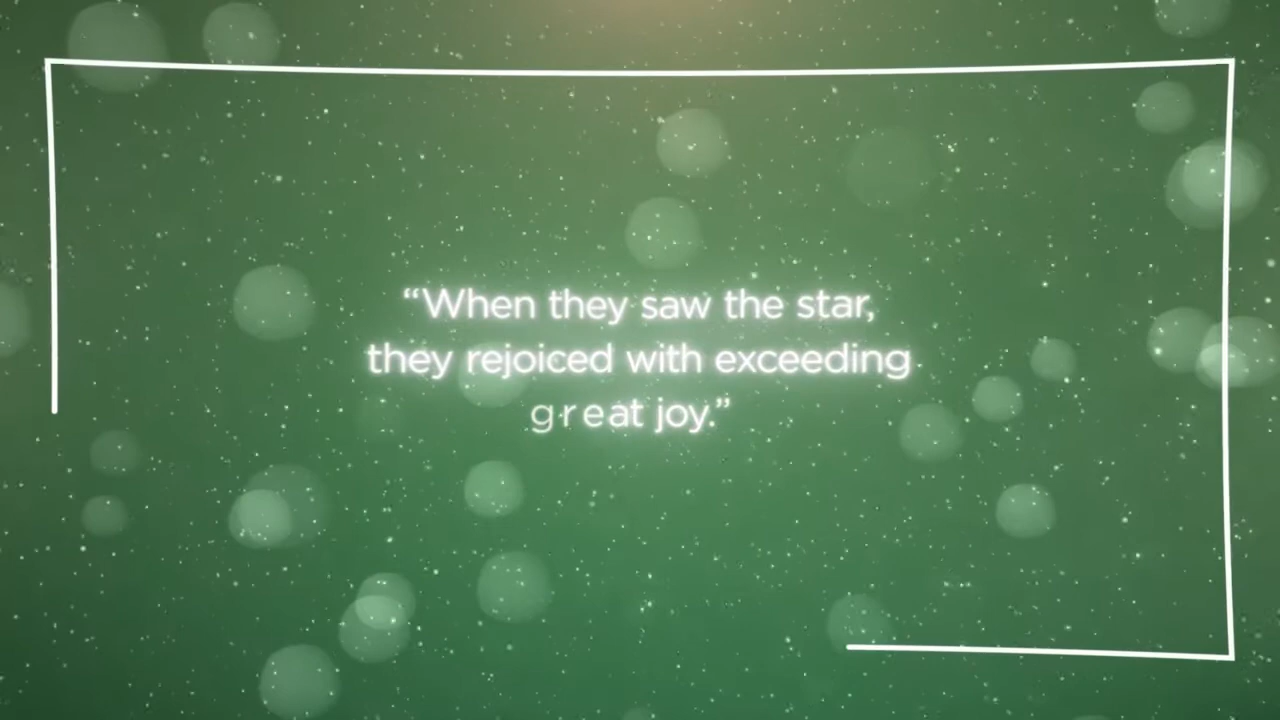 “When they saw the star,
they rejoiced with exceeding
great joy.”